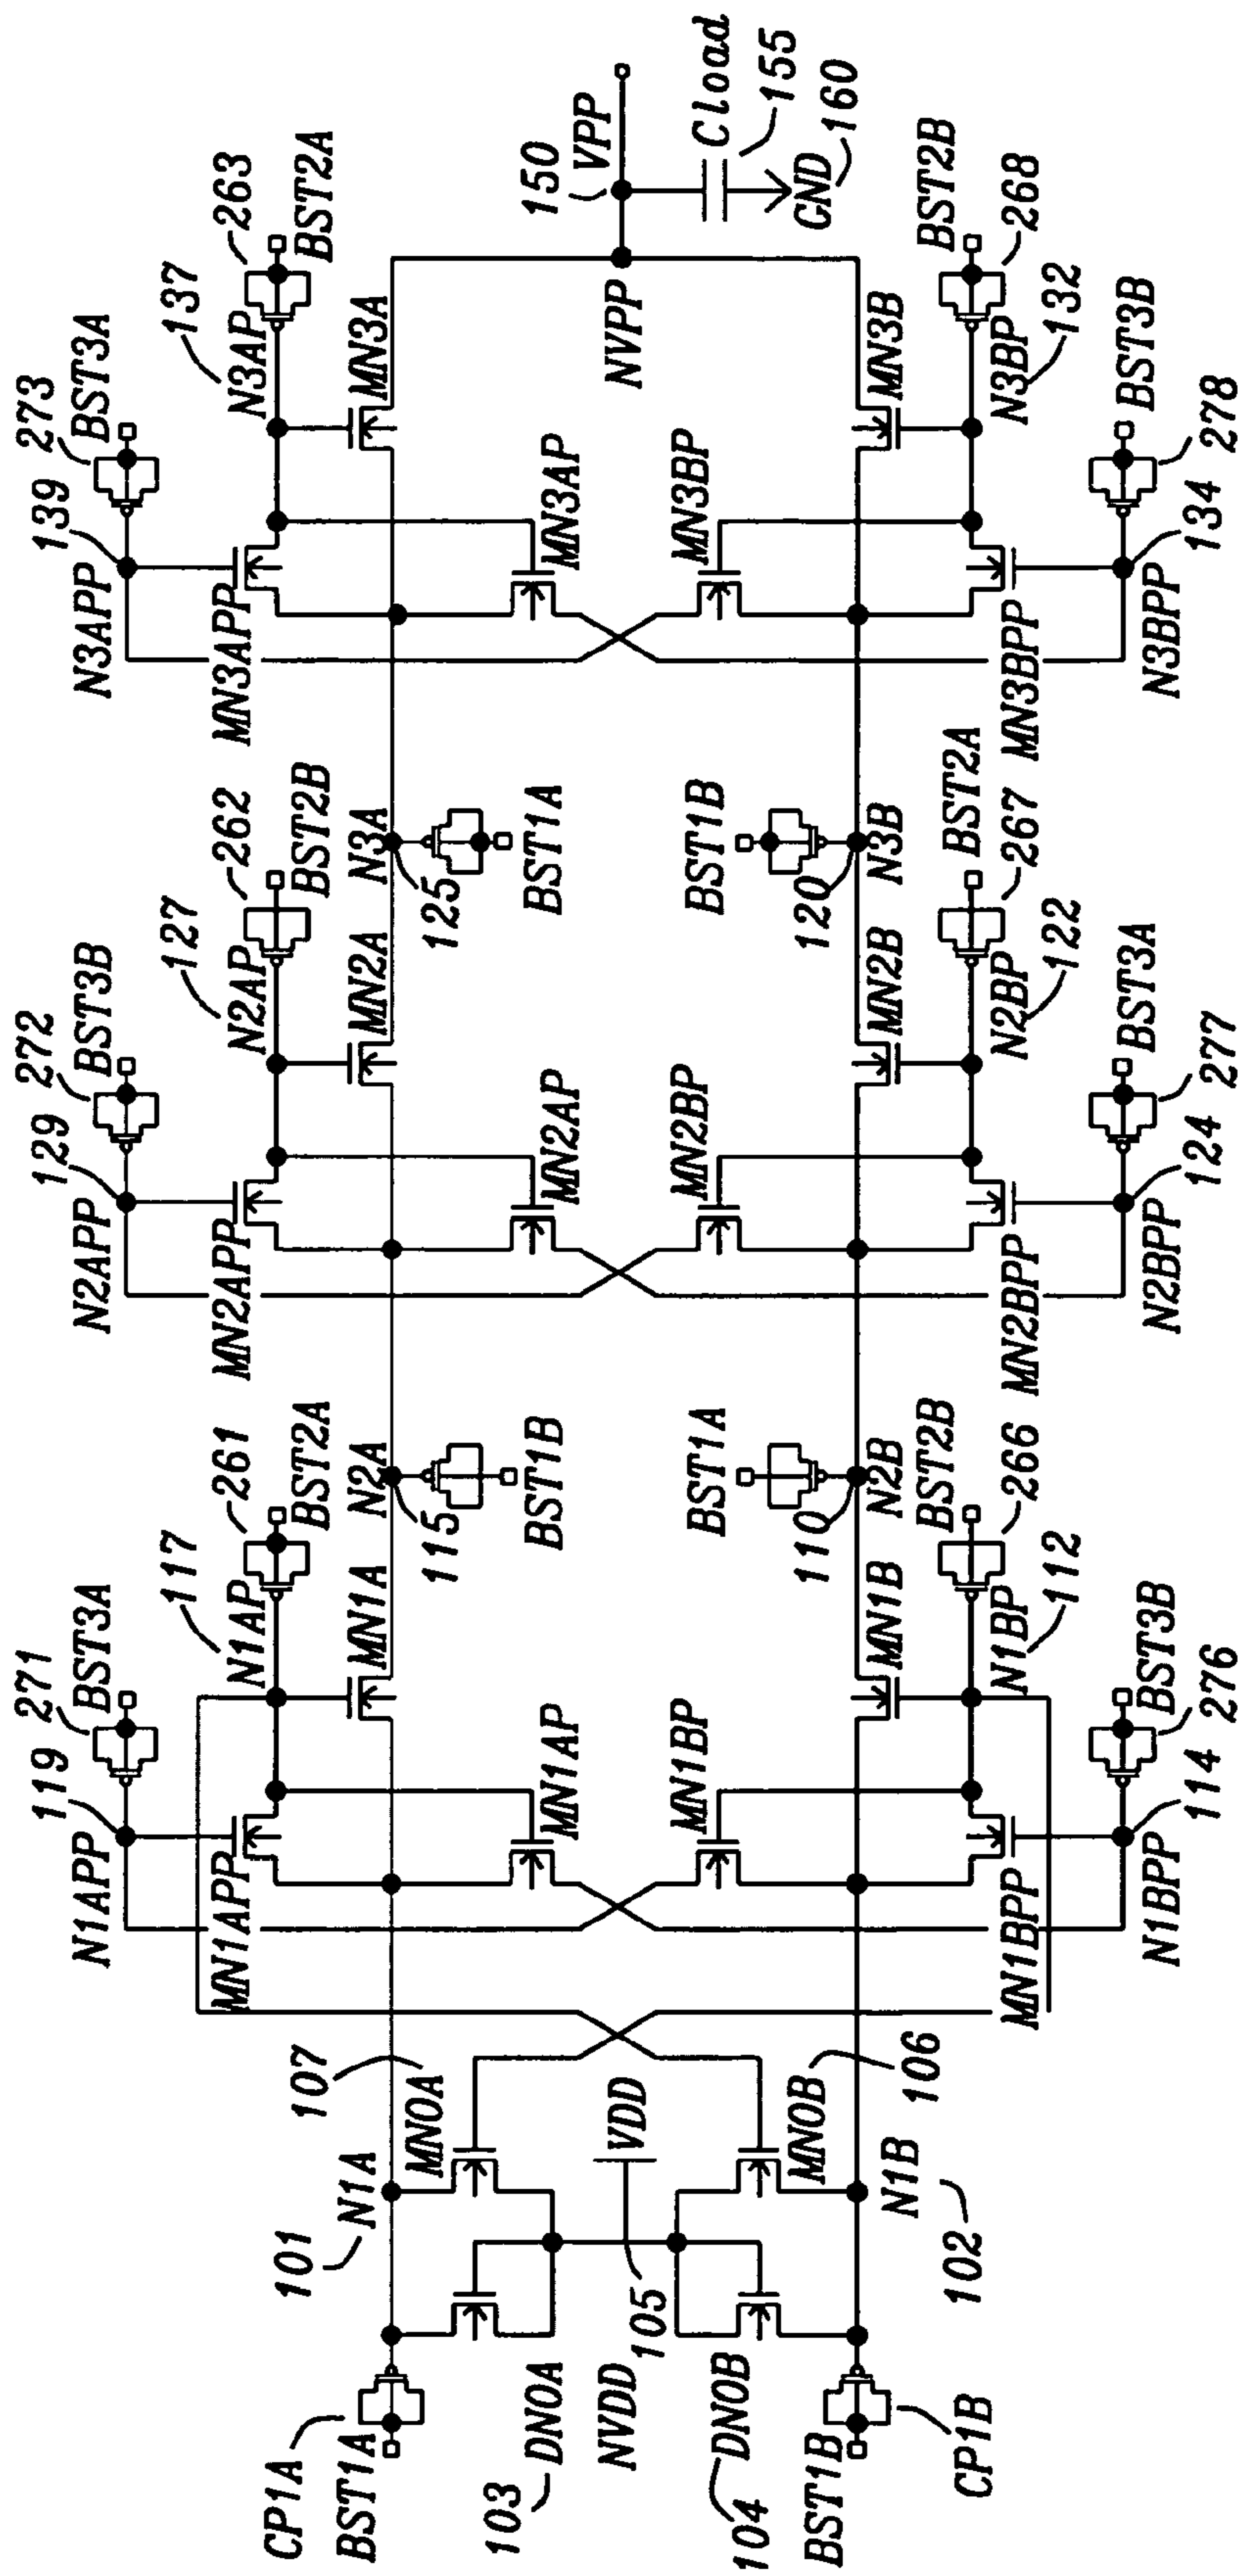 N1APP
119
271
BST3A
N2APP
129
272
BST3B
N3APP
139
273
BST3A
MN1APP
N1AP
117
261
BST2A
MN2APP
N2AP
127
262
BST2B
MN3APP
N3AP
137
263
BST2A
CP1A
BST1A
101
N1A
107
MN0A
MN1A
N2A
115
BST1B
MN2A
N3A
125
BST1A
MN3A
103
DN0A
MN1AP
MN2AP
MN3AP
NVDD
105
VDD
NVPP
150
VPP
Cload
155
GND
160
104
DN0B
MN0B
106
MN1BP
BST1A
110
MN2BP
BST1B
120
MN3BP
BST1B
CP1B
102
N1B
MN1B
N2B
MN2B
N3B
MN3B
MN1BPP
N1BP
112
BST2B
266
MN2BPP
N2BP
122
BST2A
267
MN3BPP
N3BP
132
BST2B
268
N1BPP
114
BST3B
276
N2BPP
124
BST3A
277
N3BPP
134
BST3B
278